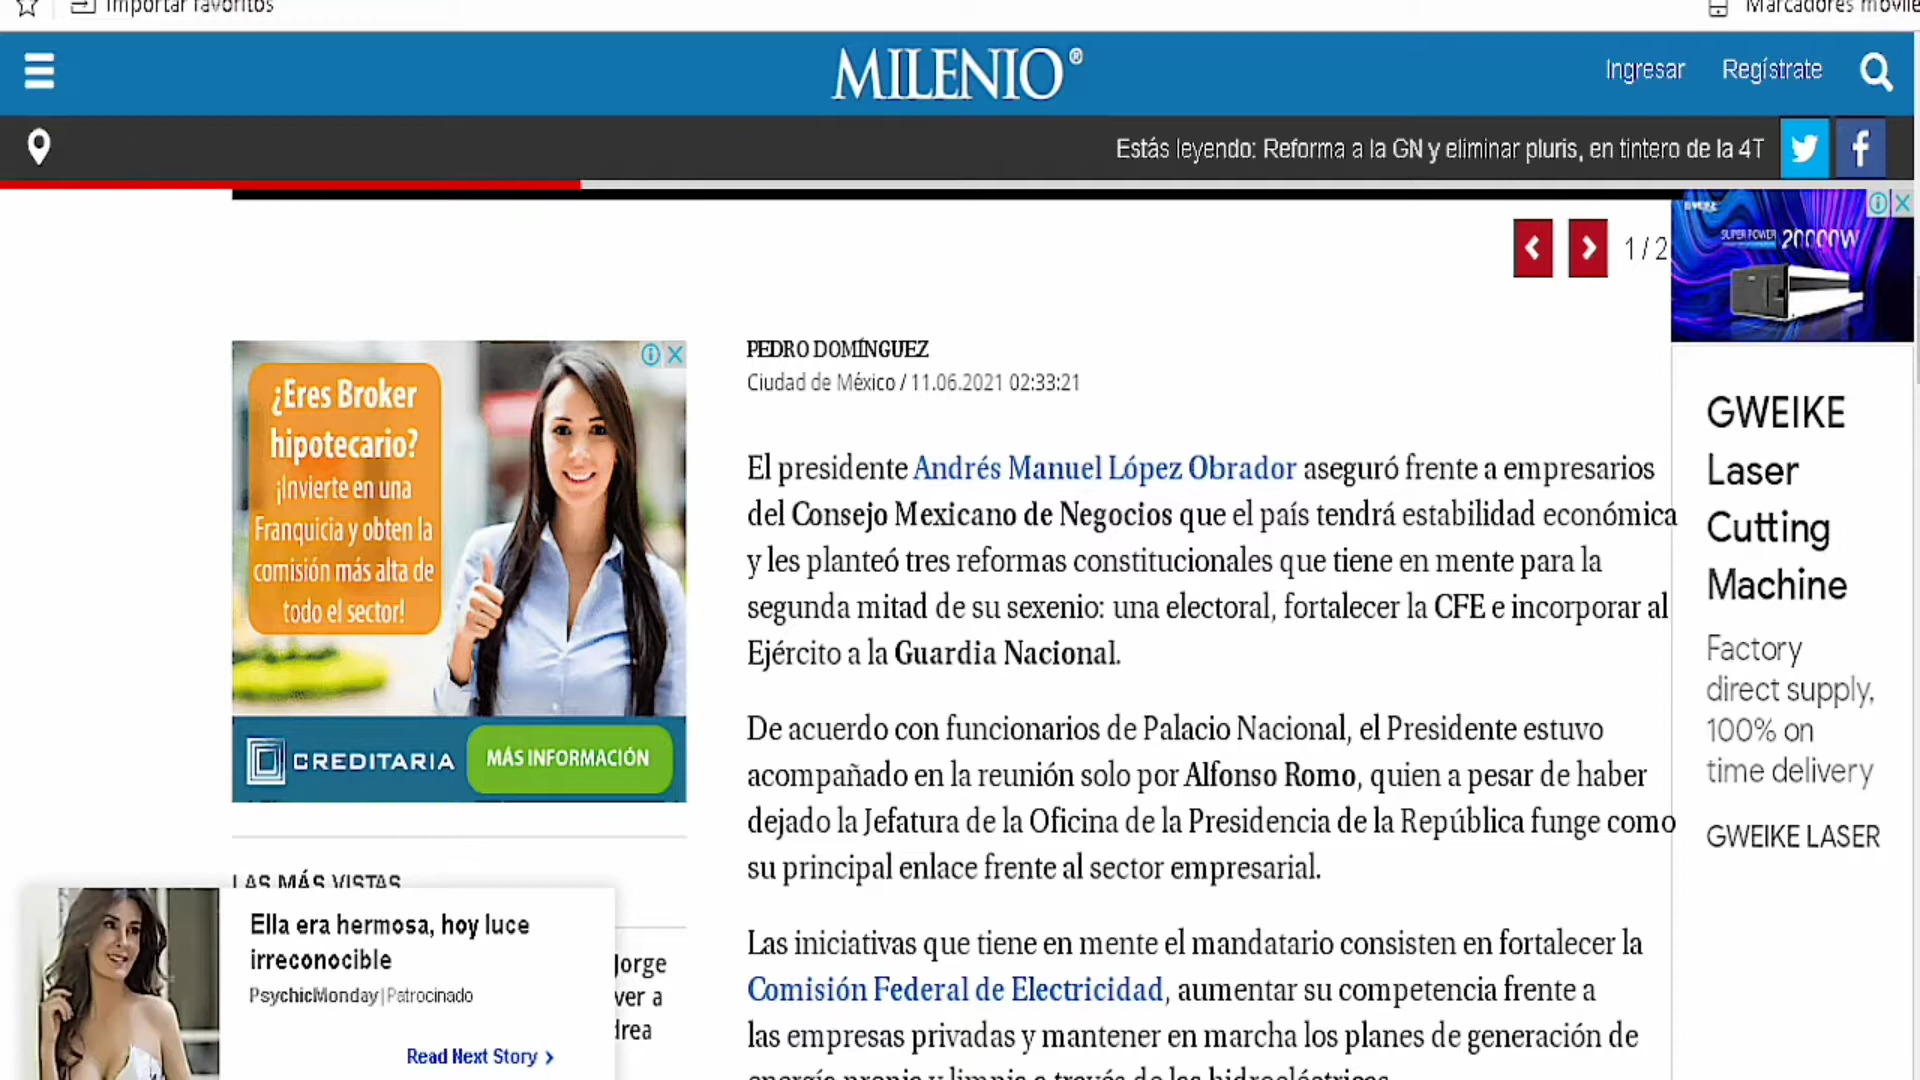 Importar favoritos
Marcadores móvile
MILENIO®
Ingresar
Regístrate
Estás leyendo: Reforma a la GN y eliminar pluris, en tintero de la 4T
1 / 2
SUPER POWER 20000W
¿Eres Broker
hipotecario?
¡Invierte en una
Franquicia y obten la
comisión más alta de
todo el sector!
CREDITARIA
MÁS INFORMACIÓN
LAS MÁS VISTAS
Ella era hermosa, hoy luce
irreconocible
PsychicMonday | Patrocinado
Read Next Story
Jorge
ver a
drea
PEDRO DOMÍNGUEZ
Ciudad de México / 11.06.2021 02:33:21
El presidente Andrés Manuel López Obrador aseguró frente a empresarios
del Consejo Mexicano de Negocios que el país tendrá estabilidad económica
y les planteó tres reformas constitucionales que tiene en mente para la
segunda mitad de su sexenio: una electoral, fortalecer la CFE e incorporar al
Ejército a la Guardia Nacional.
De acuerdo con funcionarios de Palacio Nacional, el Presidente estuvo
acompañado en la reunión solo por Alfonso Romo, quien a pesar de haber
dejado la Jefatura de la Oficina de la Presidencia de la República funge como
su principal enlace frente al sector empresarial.
Las iniciativas que tiene en mente el mandatario consisten en fortalecer la
Comisión Federal de Electricidad, aumentar su competencia frente a
las empresas privadas y mantener en marcha los planes de generación de
energía propia y limpia a través de las hidroeléctricas.
GWEIKE
Laser
Cutting
Machine
Factory
direct supply,
100% on
time delivery
GWEIKE LASER